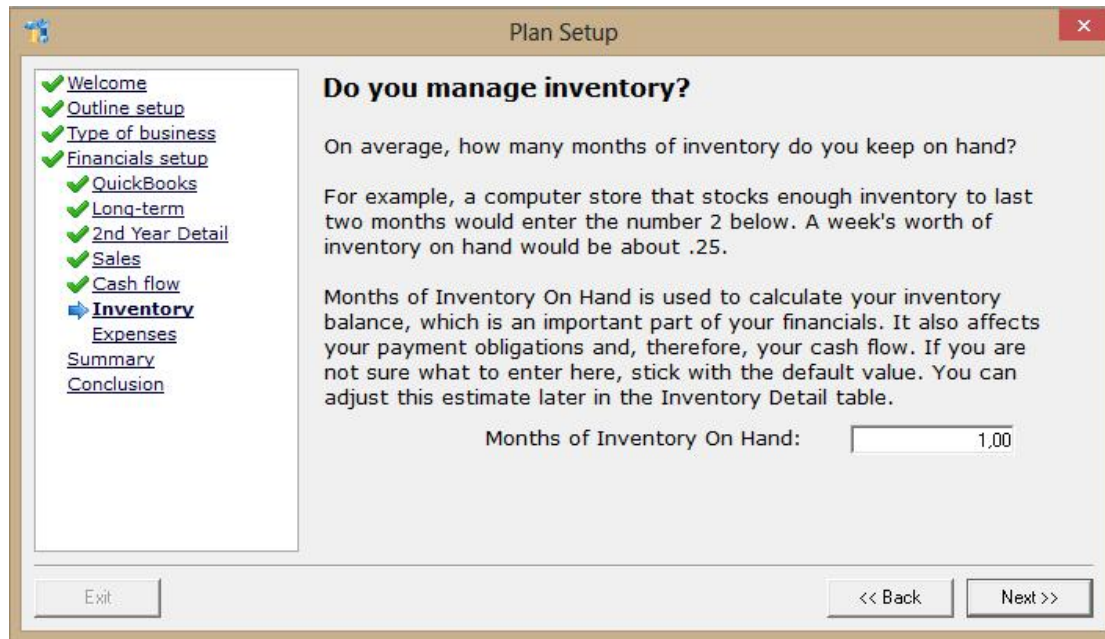 Plan Setup
Welcome
Outline setup
Type of business
Financials setup
QuickBooks
Long-term
2nd Year Detail
Sales
Cash flow
Inventory
Expenses
Summary
Conclusion
Do you manage inventory?
On average, how many months of inventory do you keep on hand?
For example, a computer store that stocks enough inventory to last
two months would enter the number 2 below. A week's worth of
inventory on hand would be about .25.
Months of Inventory On Hand is used to calculate your inventory
balance, which is an important part of your financials. It also affects
your payment obligations and, therefore, your cash flow. If you are
not sure what to enter here, stick with the default value. You can
adjust this estimate later in the Inventory Detail table.
Months of Inventory On Hand: 1,00
Exit << Back Next >>